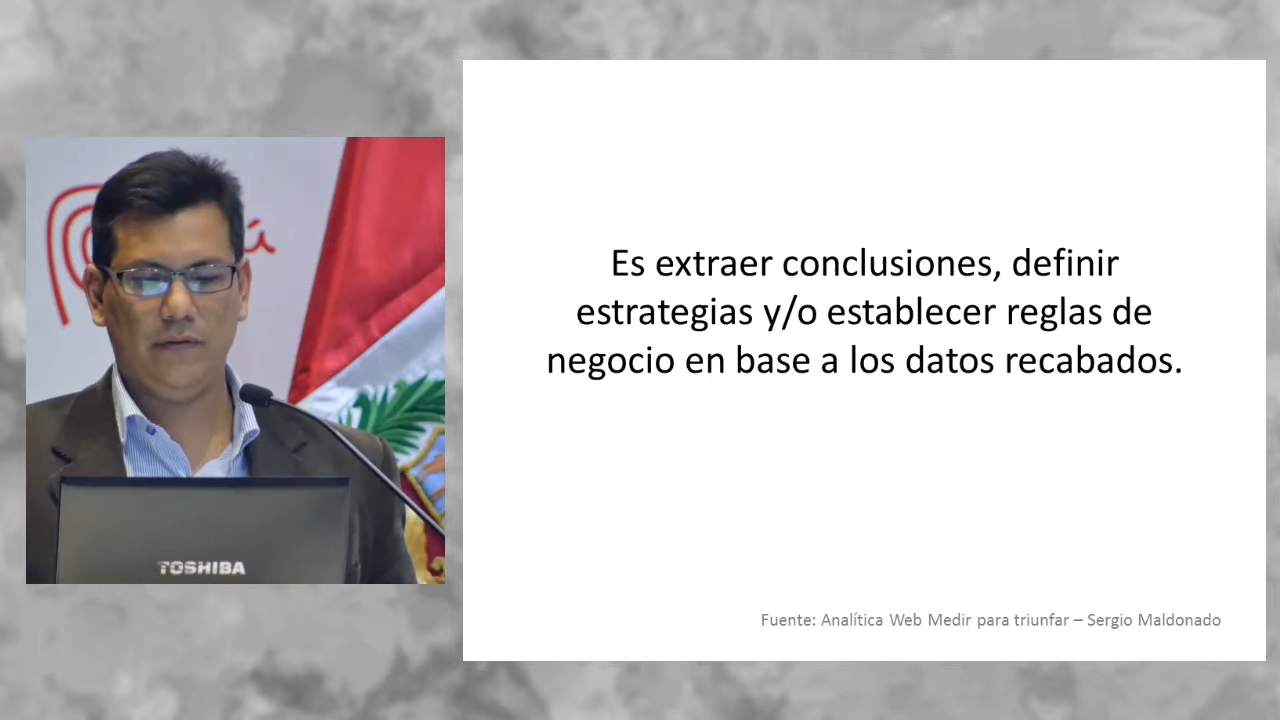 ú
TOSHIBA
Es extraer conclusiones, definir
estrategias y/o establecer reglas de
negocio en base a los datos recabados.
Fuente: Analítica Web Medir para triunfar – Sergio Maldonado